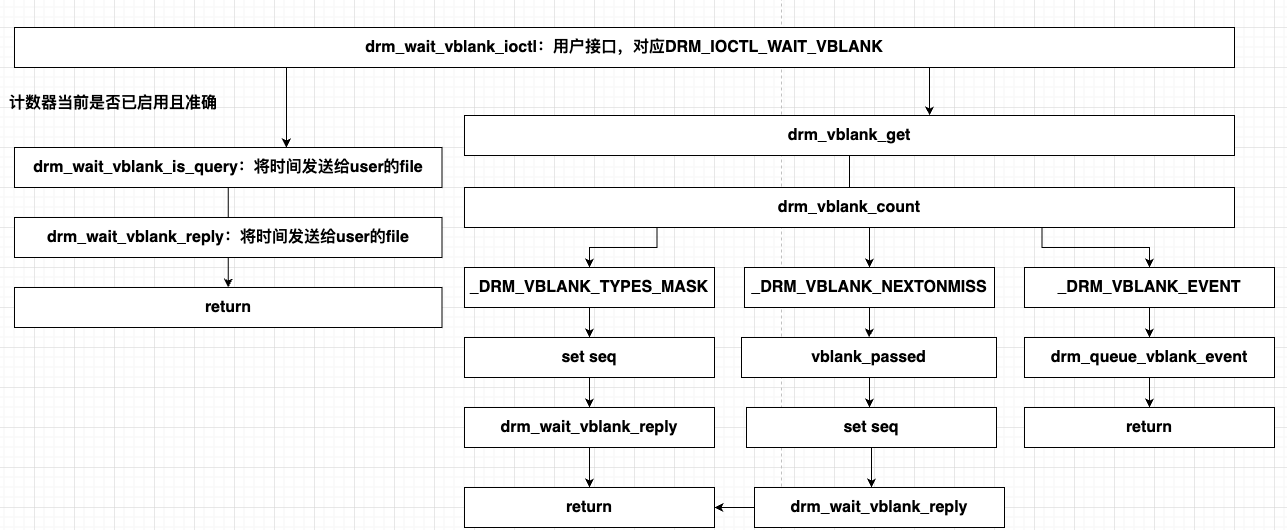 drm_wait_vblank_ioctl：用户接口，对应DRM_IOCTL_WAIT_VBLANK
计数器当前是否已启用且准确
drm_wait_vblank_is_query：将时间发送给user的file
drm_wait_vblank_reply：将时间发送给user的file
return
drm_vblank_get
drm_vblank_count
_DRM_VBLANK_TYPES_MASK
set seq
drm_wait_vblank_reply
return
_DRM_VBLANK_NEXTONMISS
vblank_passed
set seq
drm_wait_vblank_reply
_DRM_VBLANK_EVENT
drm_queue_vblank_event
return